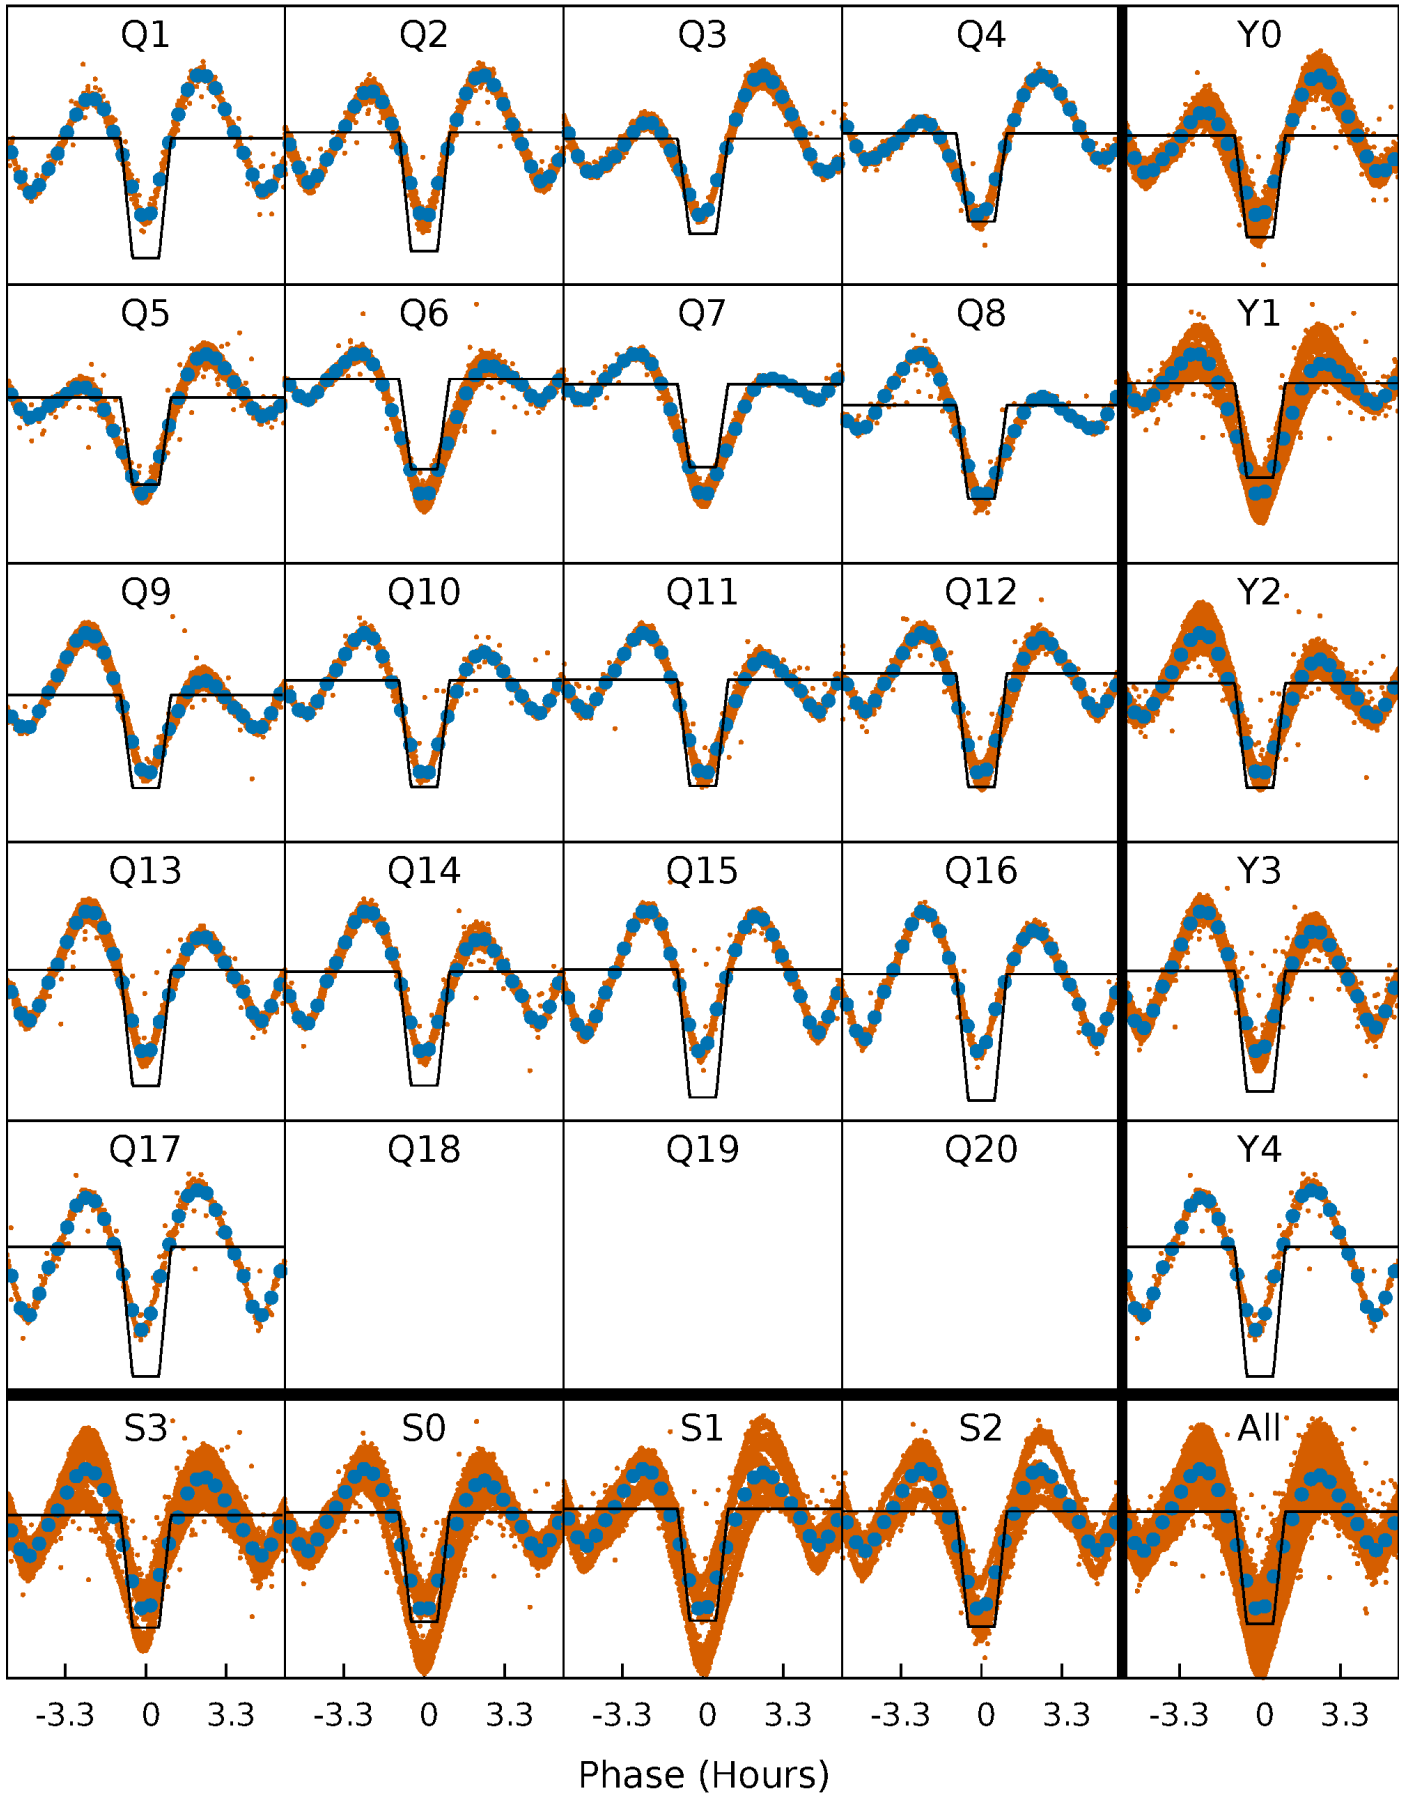 Q1 Q2 Q3 Q4 Y0
Q5 Q6 Q7 Q8 Y1
Q9 Q10 Q11 Q12 Y2
Q13 Q14 Q15 Q16 Y3
Q17 Q18 Q19 Q20 Y4
S3 S0 S1 S2 All
-3.3 0 3.3 -3.3 0 3.3 -3.3 0 3.3 -3.3 0 3.3 -3.3 0 3.3
Phase (Hours)